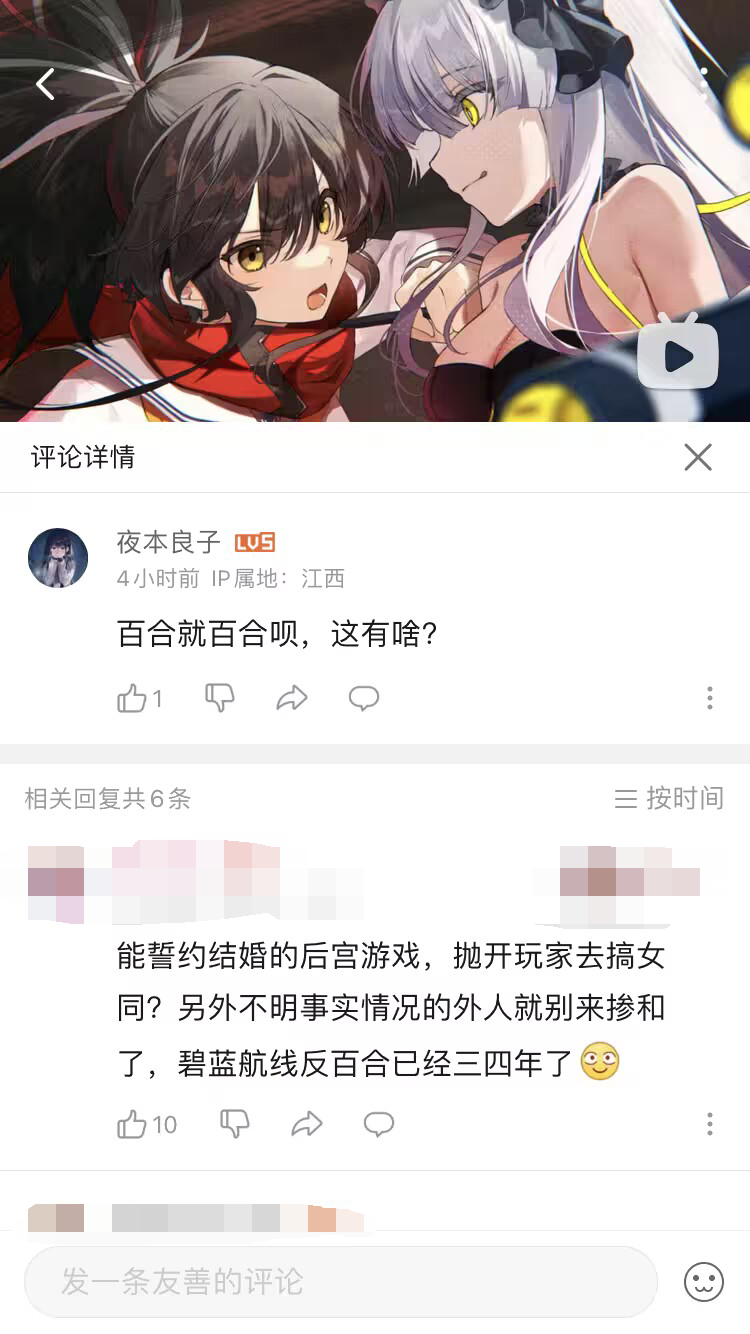 评论详情
夜本良子 LV5
4小时前 IP属地：江西
百合就百合呗，这有啥？
1
相关回复共6条 按时间
能誓约结婚的后宫游戏，抛开玩家去搞女
同？另外不明事实情况的外人就别来掺和
了，碧蓝航线反百合已经三四年了
10
发一条友善的评论